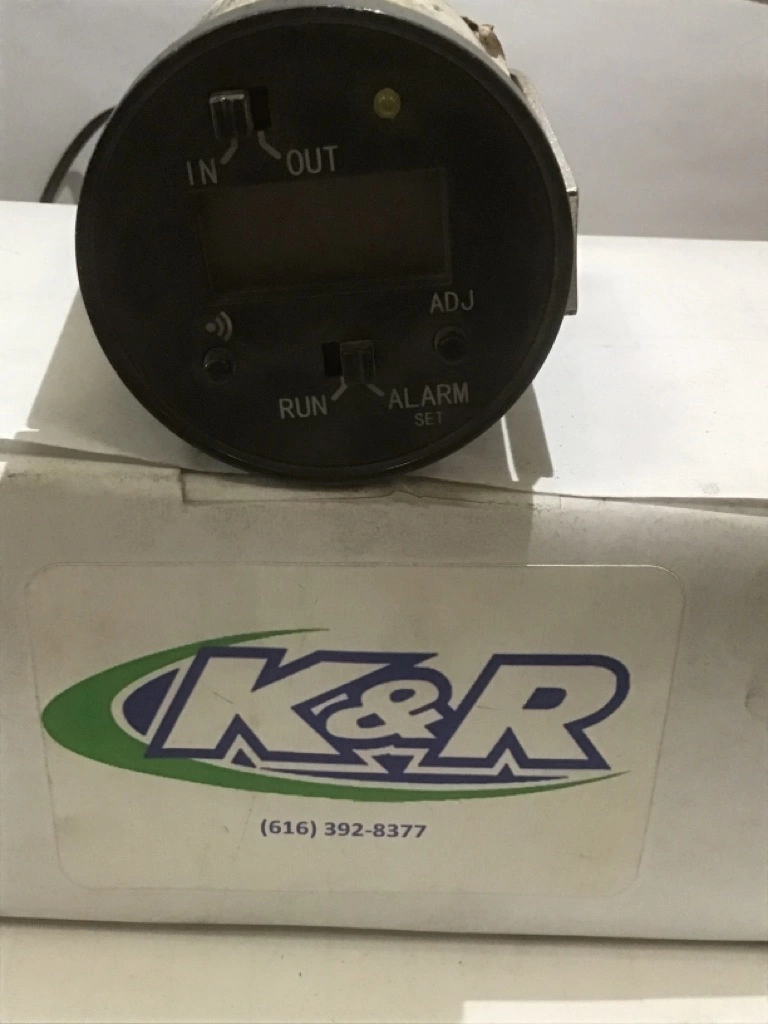 IN OUT
ADJ
RUN ALARM
SET
K&R
(616) 392-8377